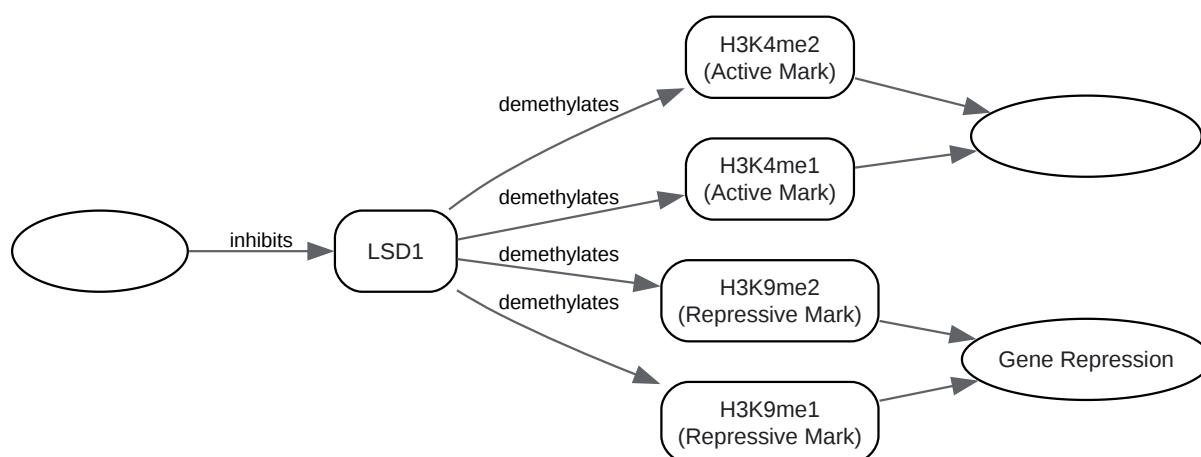 H3K4me2
(Active Mark)
demethylates
H3K4me1
(Active Mark)
demethylates
inhibits
LSD1
demethylates
H3K9me2
(Repressive Mark)
demethylates
Gene Repression
H3K9me1
(Repressive Mark)